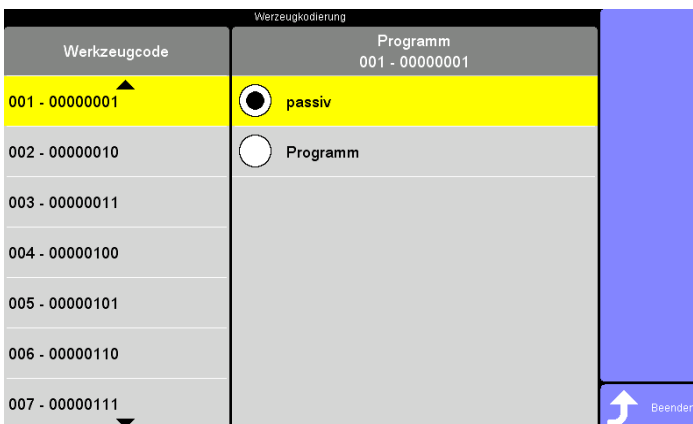 Werzeugkodierung
Werkzeugcode
Programm
001 - 00000001
001 - 00000001
passiv
002 - 00000010
Programm
003 - 00000011
004 - 00000100
005 - 00000101
006 - 00000110
007 - 00000111
Beenden